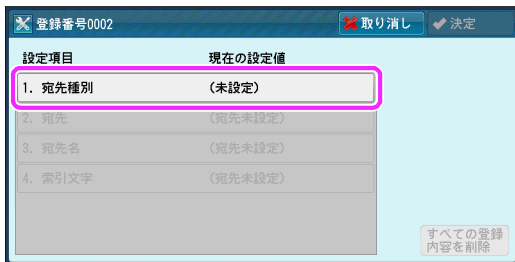 登録番号0002
取り消し
決定
設定項目 現在の設定値
1. 宛先種別 (未設定)
2. 宛先 (宛先未設定)
3. 宛先名 (宛先未設定)
4. 索引文字 (宛先未設定)
すべての登録
内容を削除